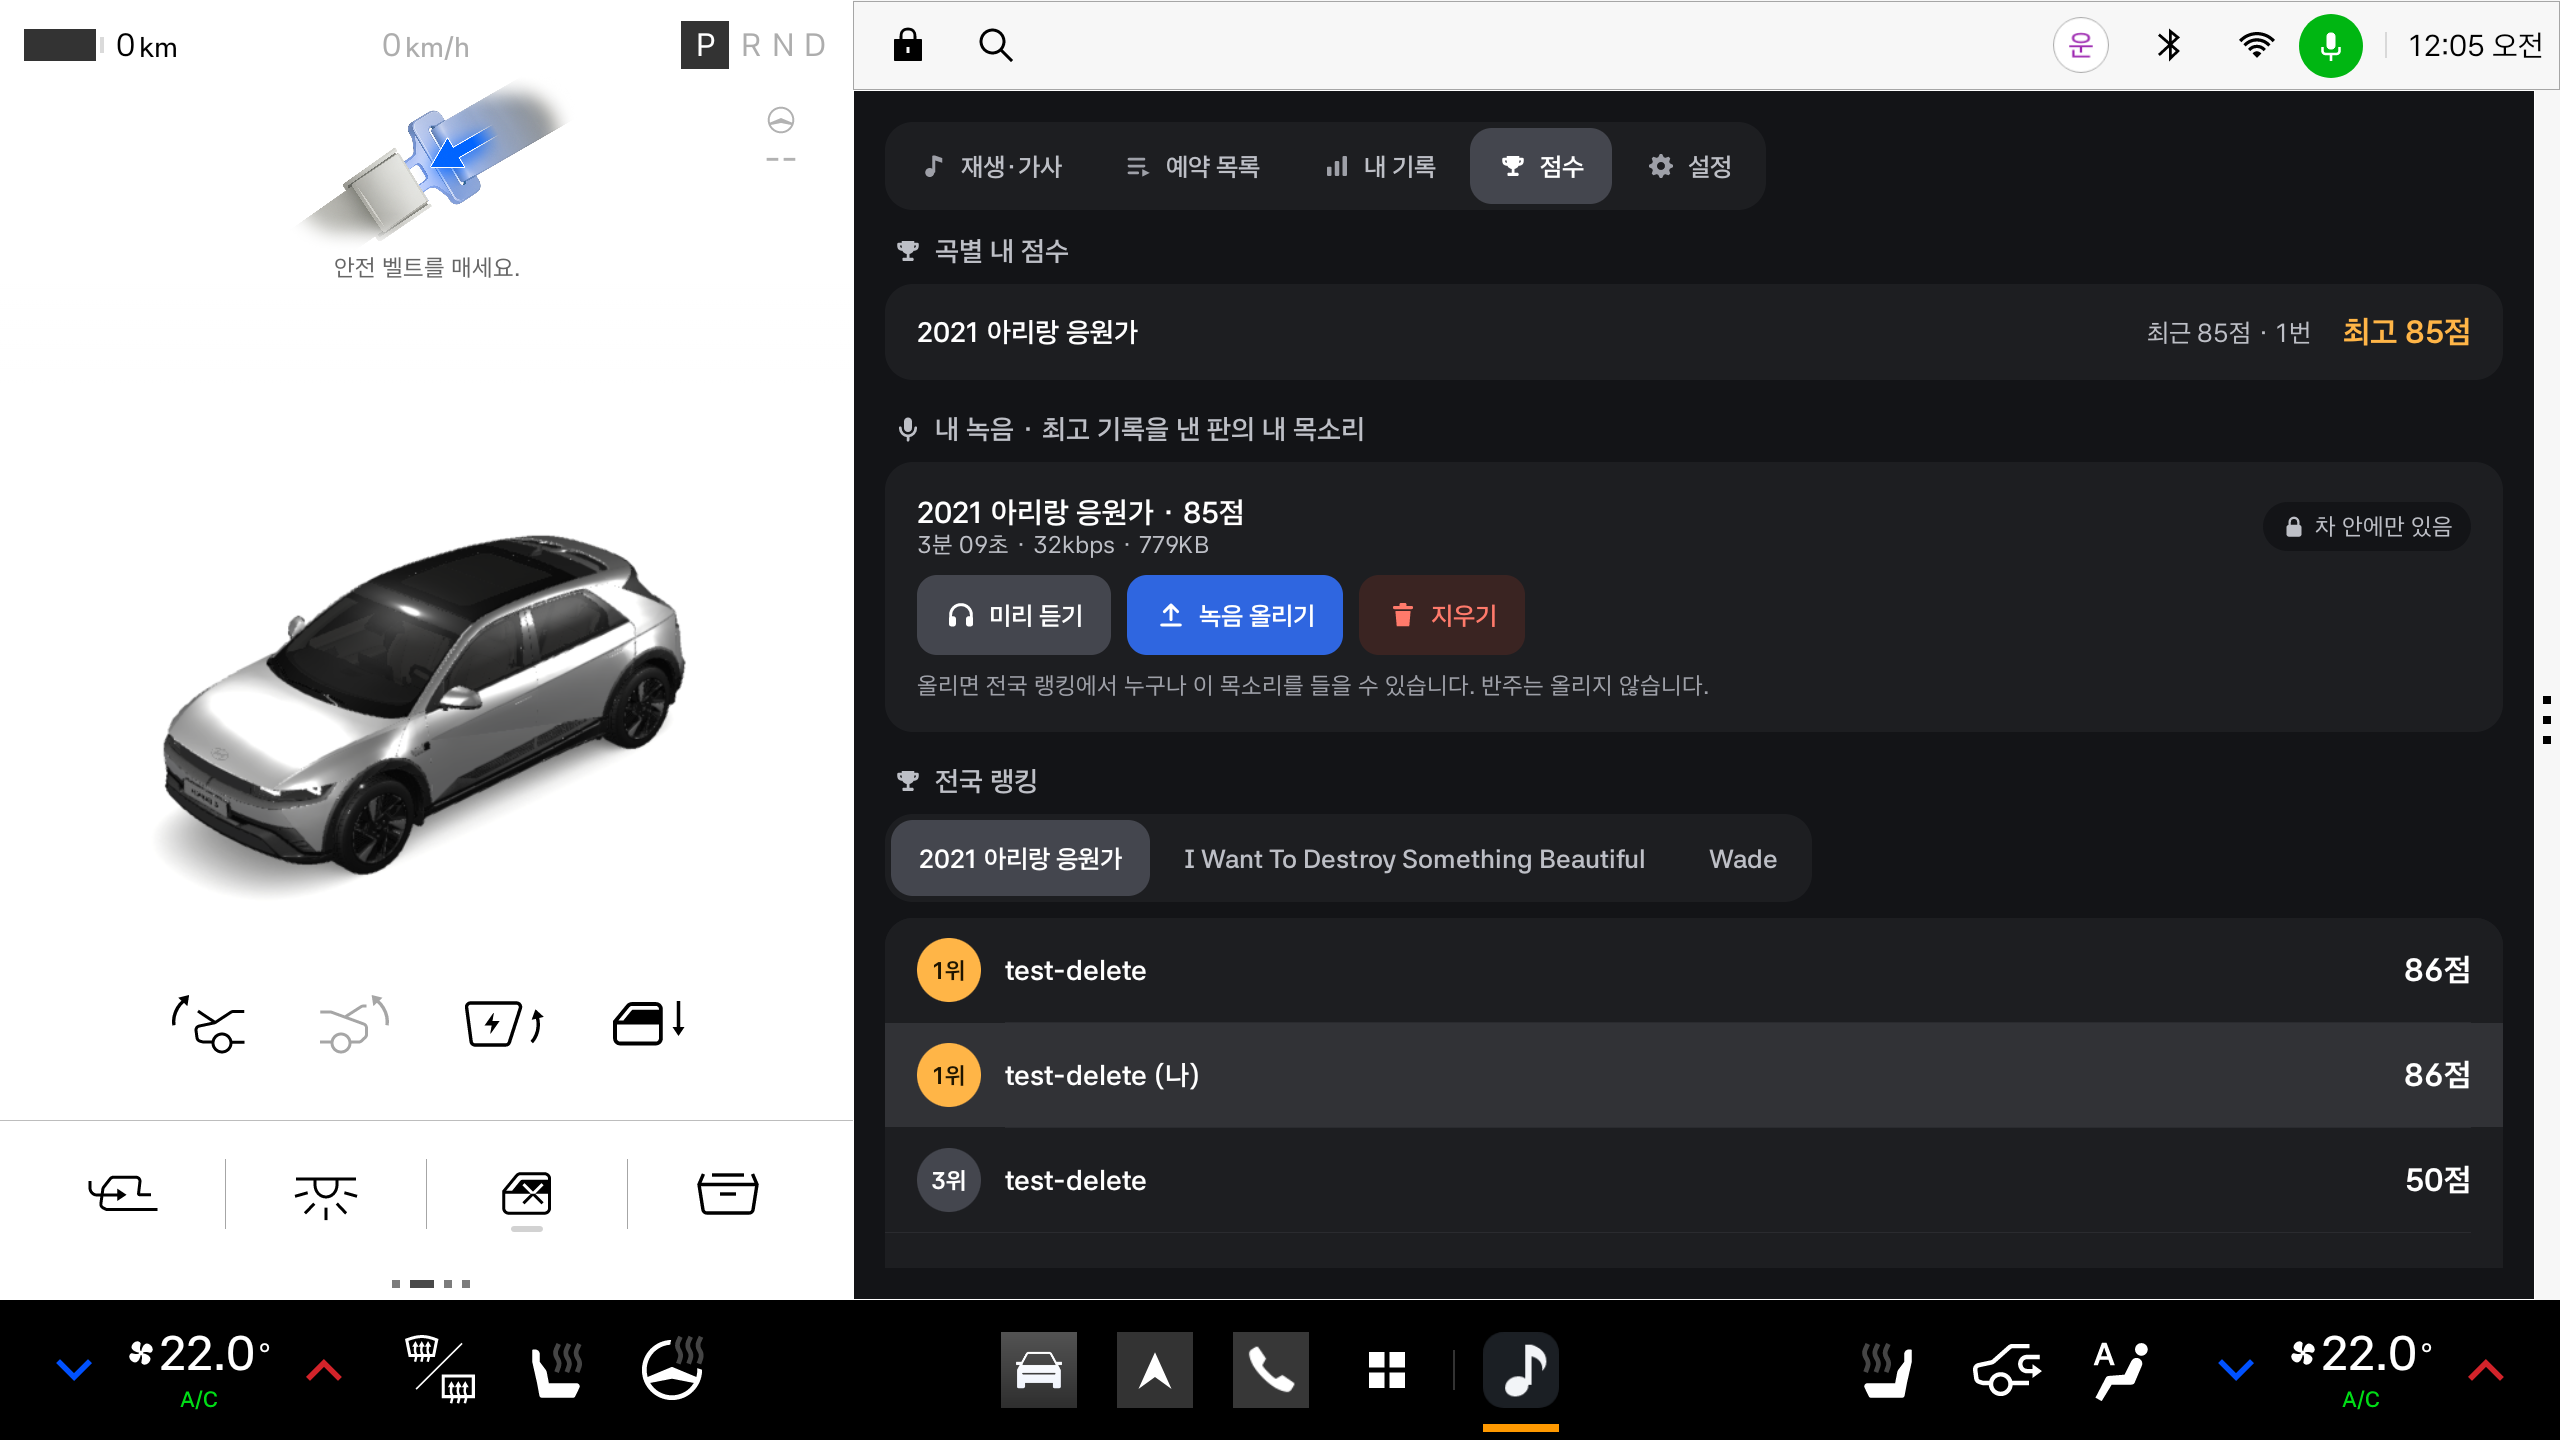 0 km
0 km/h
P R N D
12:05 오전
운
안전 벨트를 매세요.
재생·가사
예약 목록
내 기록
점수
설정
곡별 내 점수
2021 아리랑 응원가
최근 85점 · 1번
최고 85점
내 녹음 · 최고 기록을 낸 판의 내 목소리
2021 아리랑 응원가 · 85점
3분 09초 · 32kbps · 779KB
차 안에만 있음
미리 듣기
녹음 올리기
지우기
올리면 전국 랭킹에서 누구나 이 목소리를 들을 수 있습니다. 반주는 올리지 않습니다.
전국 랭킹
2021 아리랑 응원가
I Want To Destroy Something Beautiful
Wade
1위 test-delete 86점
1위 test-delete (나) 86점
3위 test-delete 50점
22.0°
A/C
A
22.0°
A/C